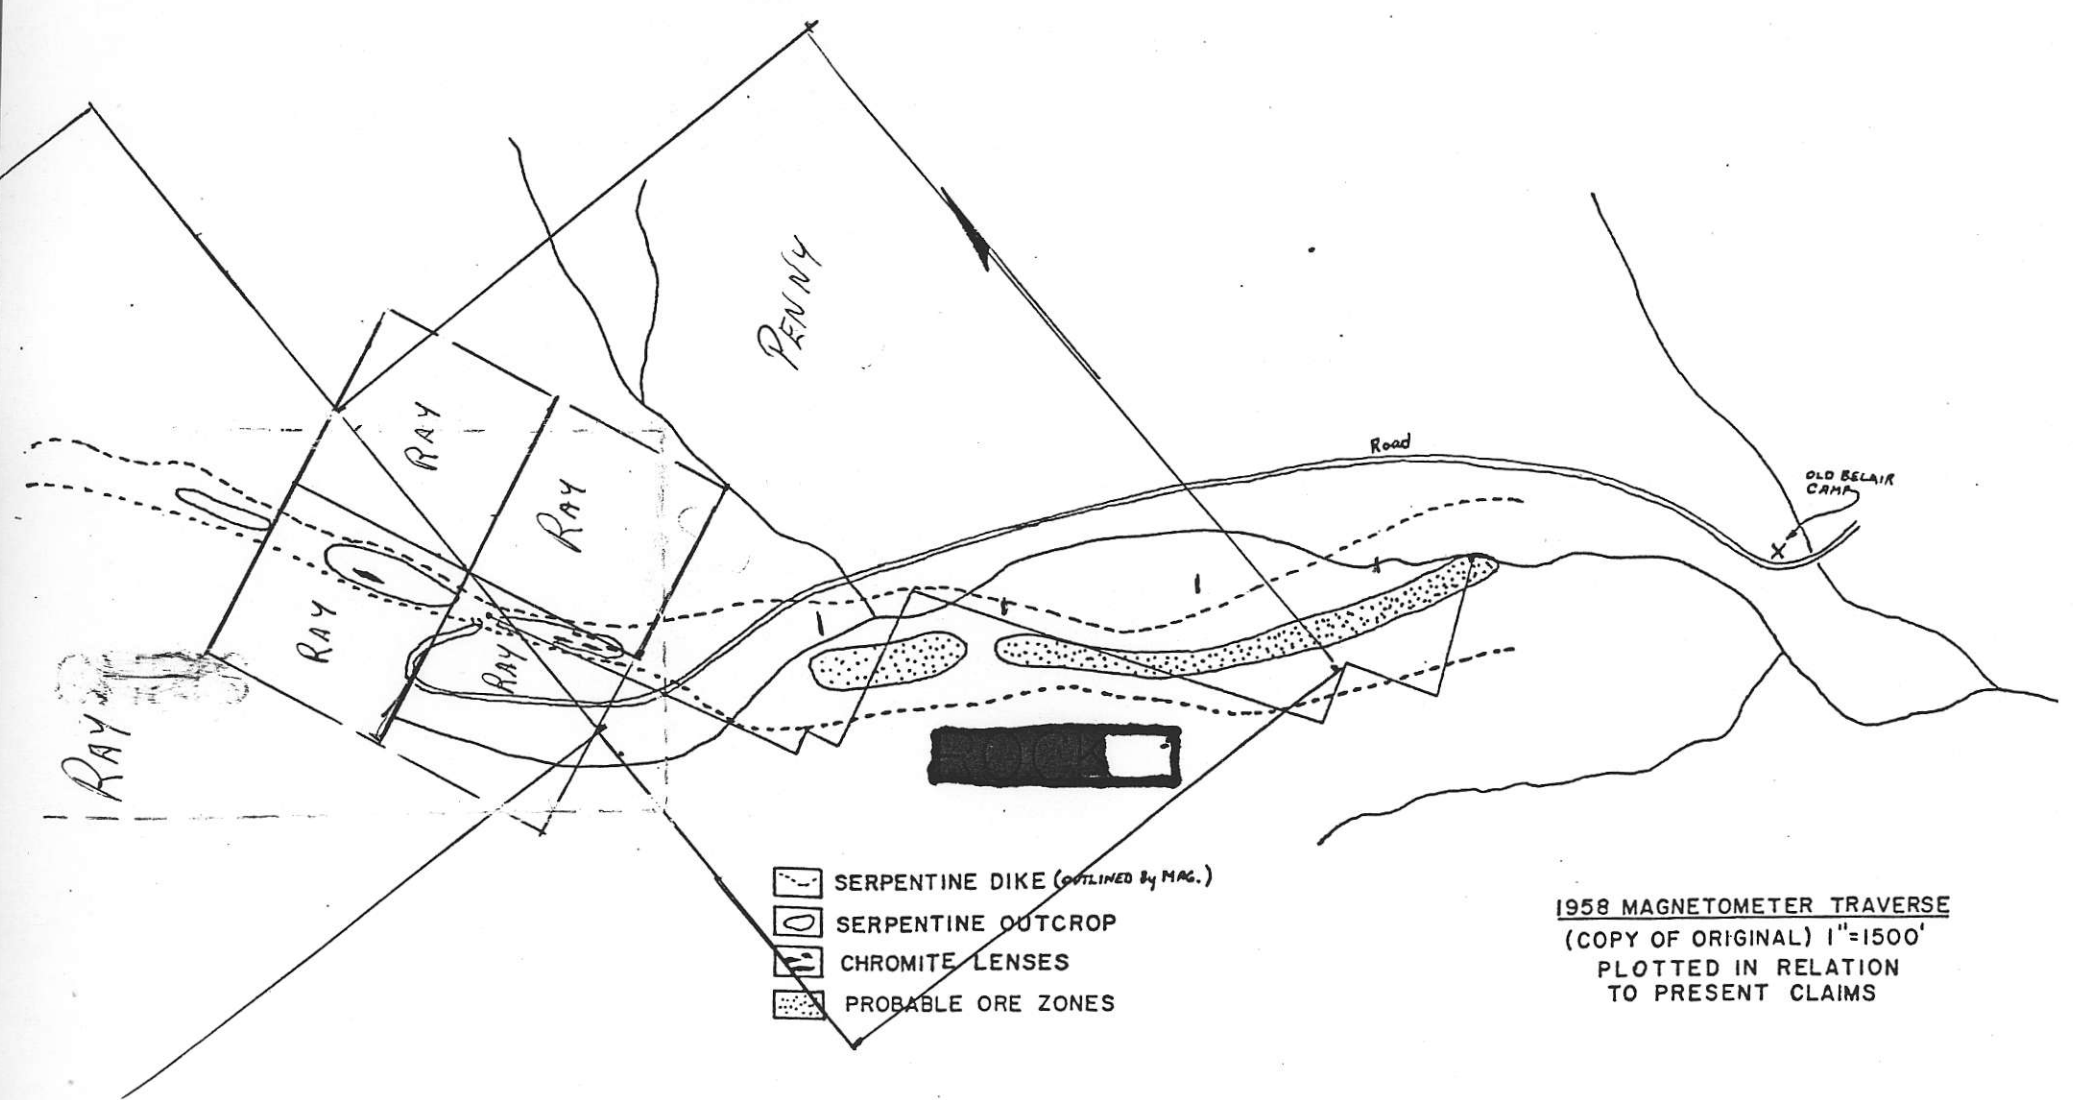 PENNY
RAY
RAY
RAY
RAY
RAY
Road
OLD BELAIR
CAMP
X
ROCK
SERPENTINE DIKE (OUTLINED By MAG.)
SERPENTINE OUTCROP
CHROMITE LENSES
PROBABLE ORE ZONES
1958 MAGNETOMETER TRAVERSE
(COPY OF ORIGINAL) 1"=1500'
PLOTTED IN RELATION
TO PRESENT CLAIMS